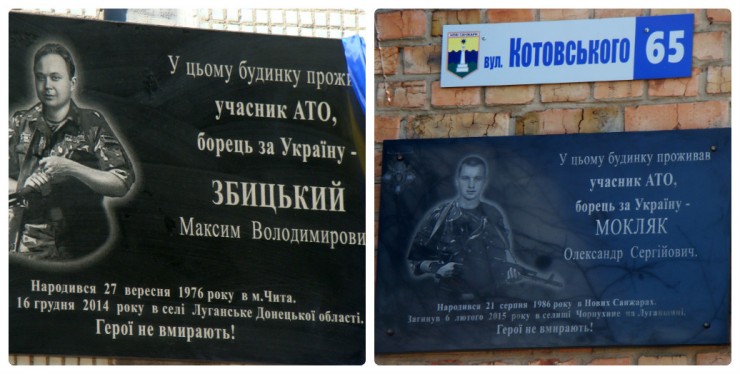 У цьому будинку прожив
учасник АТО,
борець за Україну -
ЗБИЦЬКИЙ
Максим Володимирови
Народився 27 вересня 1976 року в м.Чита.
16 грудня 2014 року в селі Луганське Донецької області.
Герої не вмирають!
вул. Котовського 65
У цьому будинку проживав
учасник АТО,
борець за Україну -
МОКЛЯК
Олександр Сергійович.
Народився 21 серпня 1986 року в Нових Санжарах.
Загинув 6 лютого 2015 року в селищі Чорнухине на Луганщині.
Герої не вмирають!